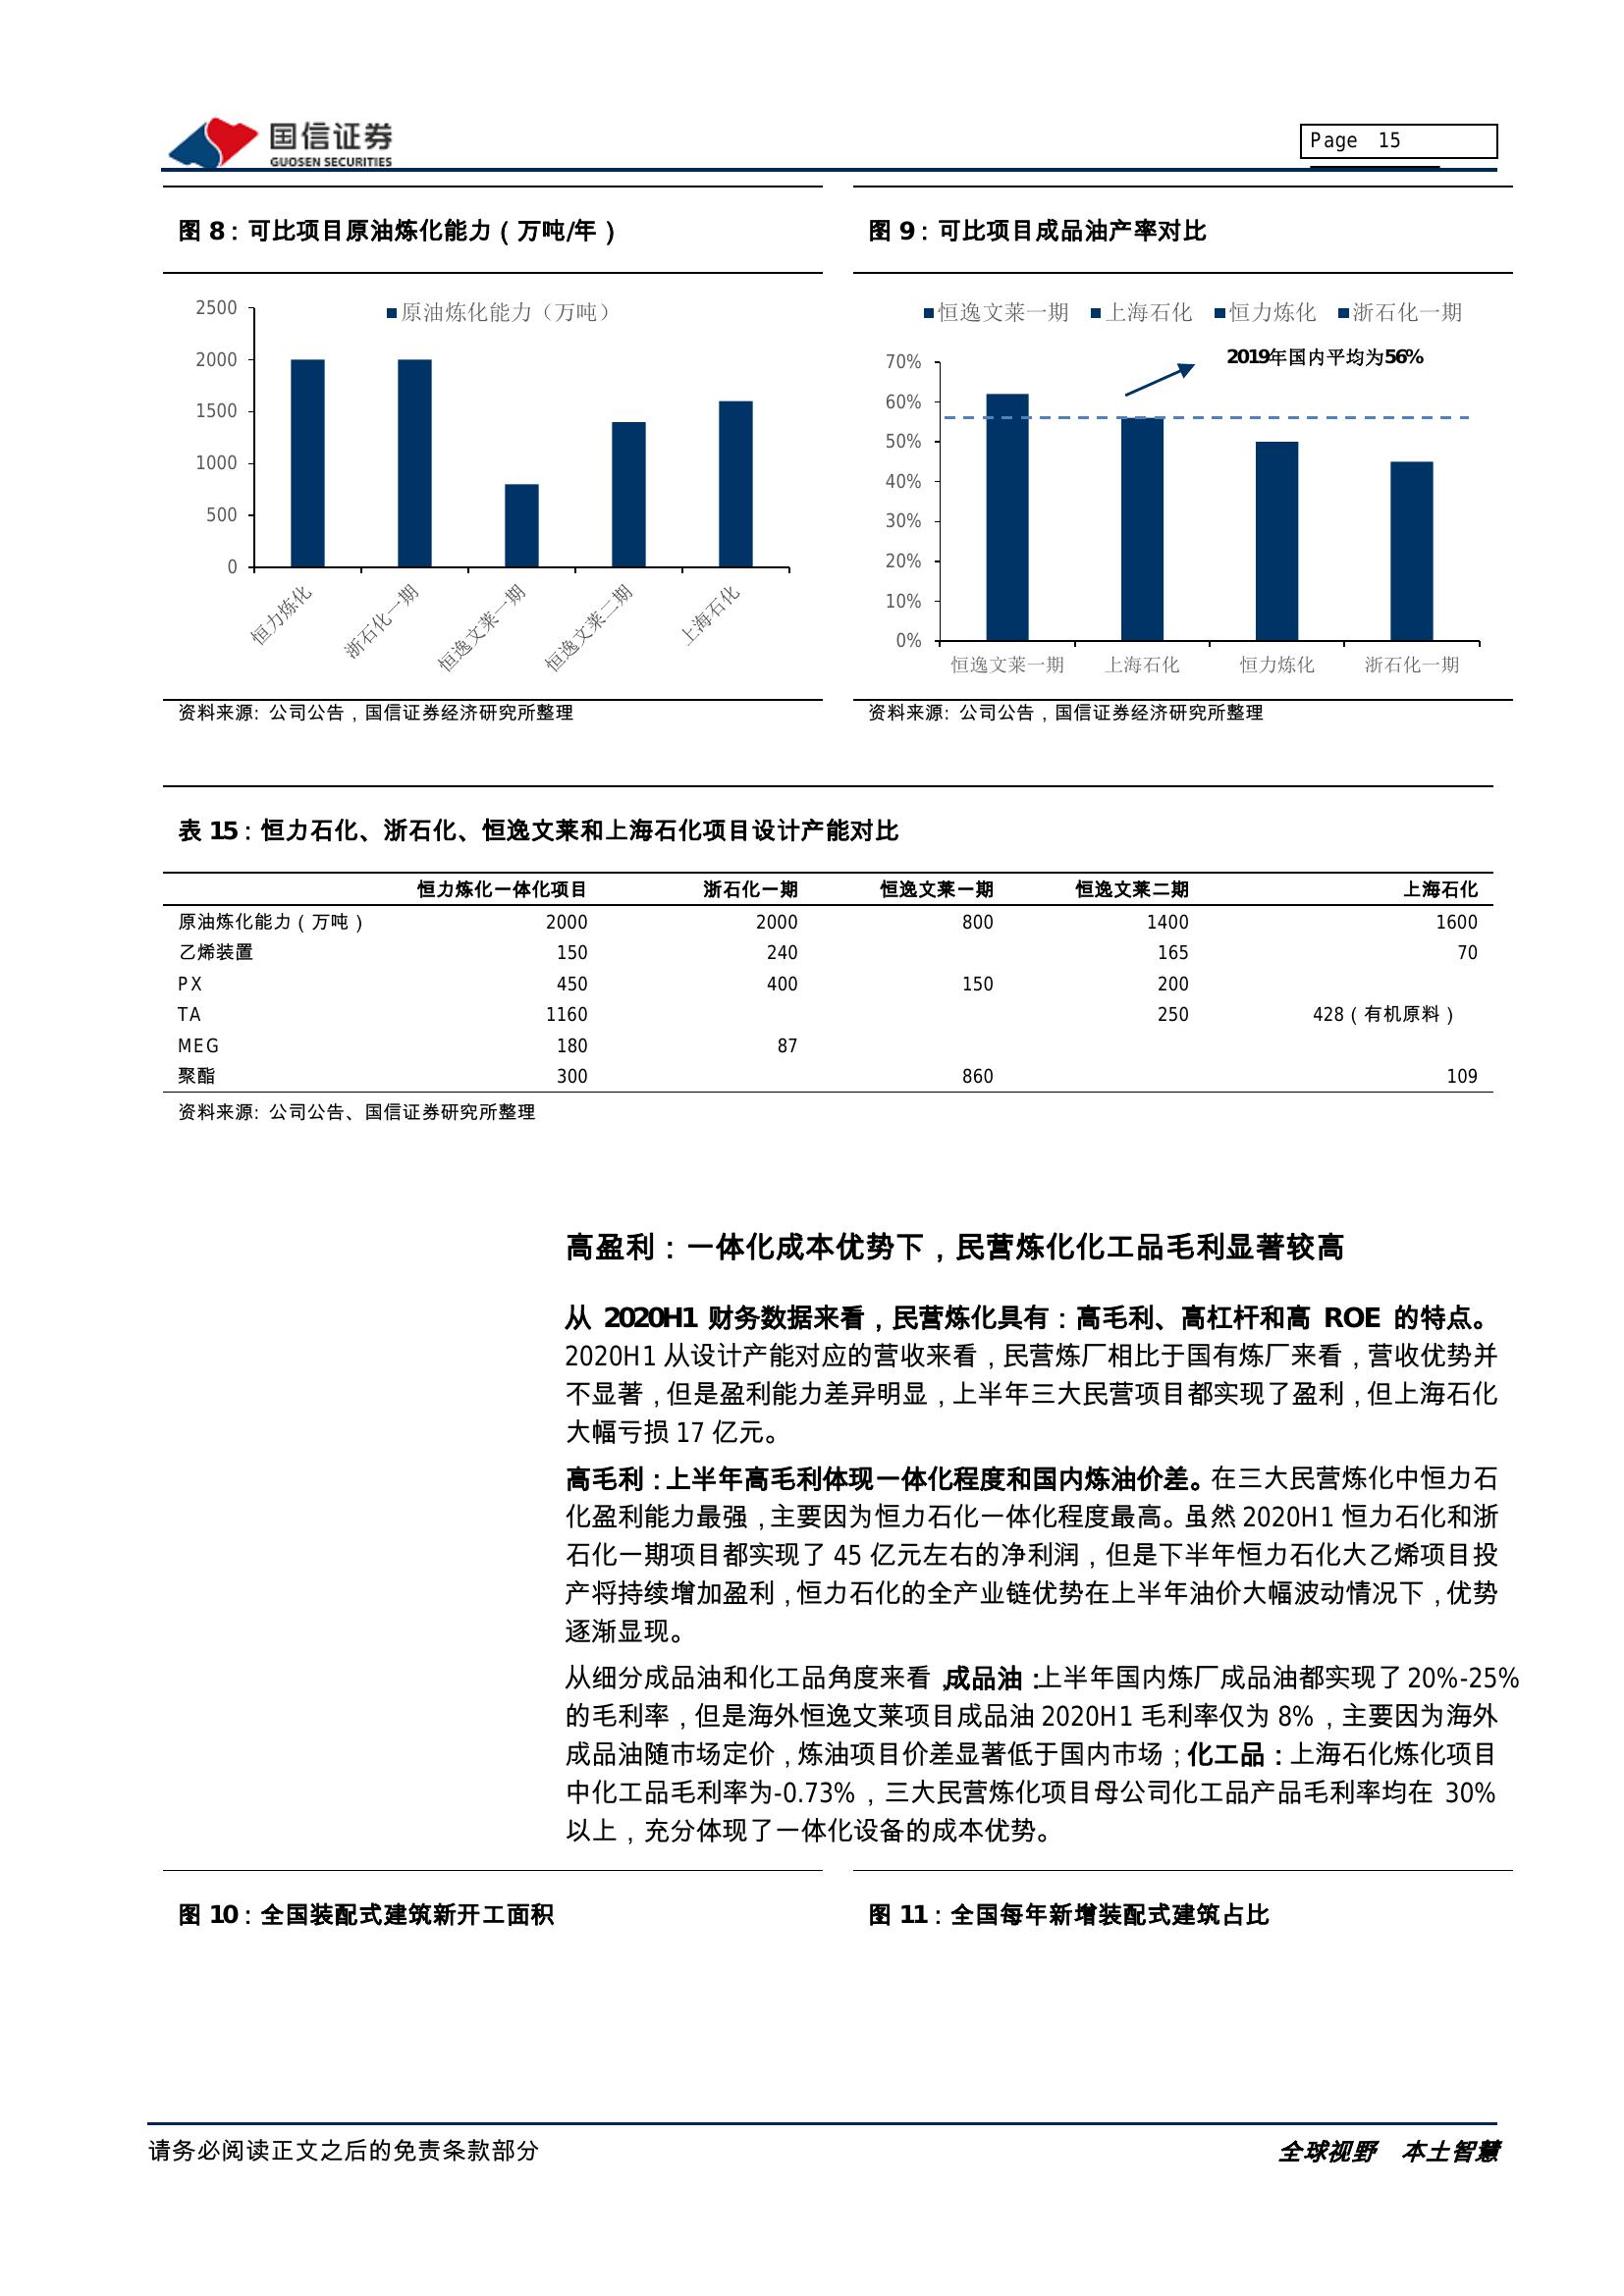 国信证券
GUOSEN SECURITIES
Page 15
图 8：可比项目原油炼化能力（万吨/年）
原油炼化能力（万吨）
2500
2000
1500
1000
500
0
恒力炼化
浙石化一期
恒逸文莱一期
恒逸文莱二期
上海石化
资料来源：公司公告，国信证券经济研究所整理
图 9：可比项目成品油产率对比
恒逸文莱一期 上海石化 恒力炼化 浙石化一期
2019年国内平均为56%
70%
60%
50%
40%
30%
20%
10%
0%
恒逸文莱一期 上海石化 恒力炼化 浙石化一期
资料来源：公司公告，国信证券经济研究所整理
表 15：恒力石化、浙石化、恒逸文莱和上海石化项目设计产能对比
恒力炼化一体化项目 浙石化一期 恒逸文莱一期 恒逸文莱二期 上海石化
原油炼化能力（万吨） 2000 2000 800 1400 1600
乙烯装置 150 240 165 70
PX 450 400 150 200
TA 1160 250 428（有机原料）
MEG 180 87
聚酯 300 860 109
资料来源：公司公告、国信证券研究所整理
高盈利：一体化成本优势下，民营炼化化工品毛利显著较高
从 2020H1 财务数据来看，民营炼化具有：高毛利、高杠杆和高 ROE 的特点。
2020H1 从设计产能对应的营收来看，民营炼厂相比于国有炼厂来看，营收优势并
不显著，但是盈利能力差异明显，上半年三大民营项目都实现了盈利，但上海石化
大幅亏损 17 亿元。
高毛利：上半年高毛利体现一体化程度和国内炼油价差。在三大民营炼化中恒力石
化盈利能力最强，主要因为恒力石化一体化程度最高。虽然 2020H1 恒力石化和浙
石化一期项目都实现了 45 亿元左右的净利润，但是下半年恒力石化大乙烯项目投
产将持续增加盈利，恒力石化的全产业链优势在上半年油价大幅波动情况下，优势
逐渐显现。
从细分成品油和化工品角度来看，成品油：上半年国内炼厂成品油都实现了 20%-25%
的毛利率，但是海外恒逸文莱项目成品油 2020H1 毛利率仅为 8%，主要因为海外
成品油随市场定价，炼油项目价差显著低于国内市场；化工品：上海石化炼化项目
中化工品毛利率为-0.73%，三大民营炼化项目母公司化工品产品毛利率均在 30%
以上，充分体现了一体化设备的成本优势。
图 10：全国装配式建筑新开工面积
图 11：全国每年新增装配式建筑占比
请务必阅读正文之后的免责条款部分
全球视野 本土智慧